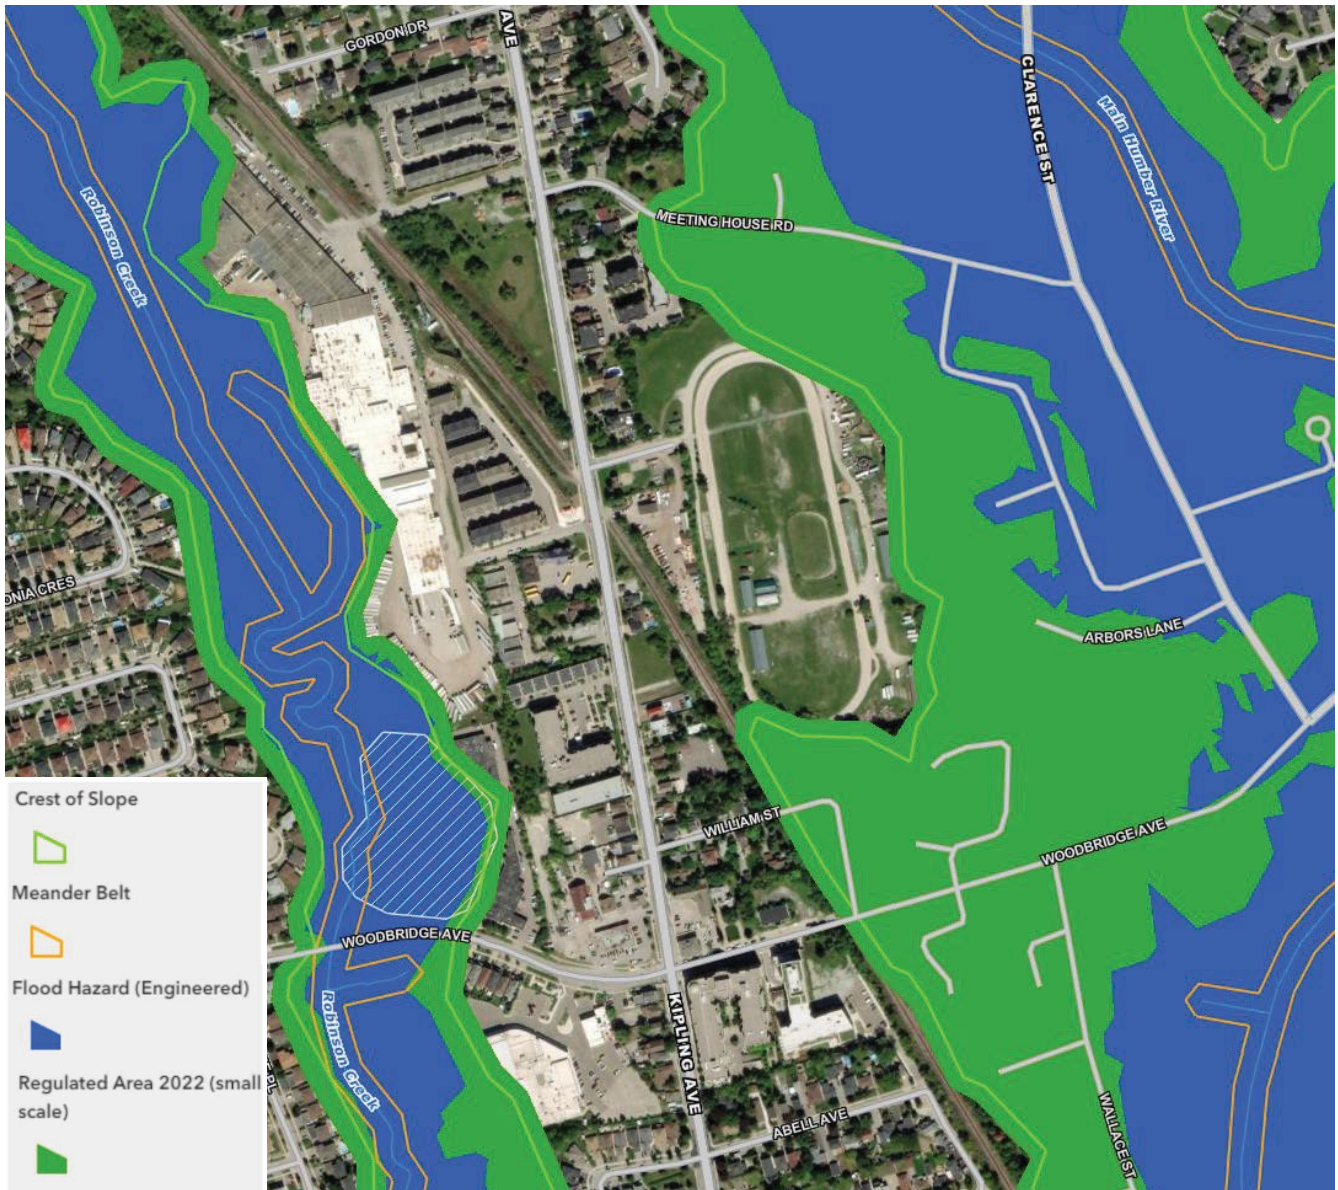 GORDON DR
AVE
CLARENCE ST
Main Humber River
Robinson Creek
MEETING HOUSE RD
ONIA CRES
ARBORS LANE
Crest of Slope
Meander Belt
Flood Hazard (Engineered)
Regulated Area 2022 (small
scale)
WILLIAM ST
WOODBRIDGE AVE
WOODBRIDGE AVE
Robinson Creek
KIPLING AVE
ABELL AVE
WALLACE ST